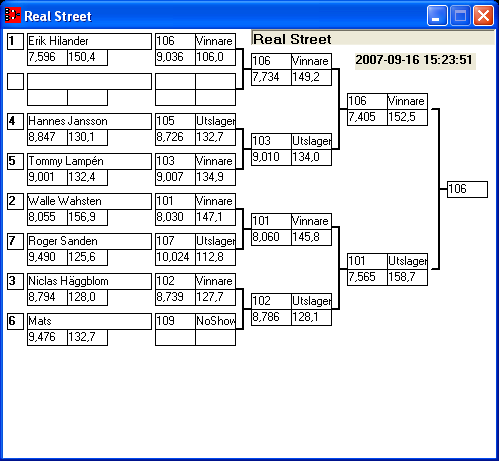 Real Street
Real Street
2007-09-16 15:23:51
1 Erik Hilander 106 Vinnare
7,596 150,4 9,036 106,0
106 Vinnare
7,734 149,2
106 Vinnare
7,405 152,5
4 Hannes Jansson 105 Utslager
8,847 130,1 8,726 132,7
103 Utslager
9,010 134,0
5 Tommy Lampén 103 Vinnare
9,001 132,4 9,007 134,9
106
2 Walle Wahsten 101 Vinnare
8,055 156,9 8,030 147,1
101 Vinnare
8,060 145,8
7 Roger Sanden 107 Utslager
9,490 125,6 10,024 112,8
101 Utslager
7,565 158,7
3 Niclas Häggblom 102 Vinnare
8,794 128,0 8,739 127,7
102 Utslager
8,786 128,1
6 Mats 109 NoShow
9,476 132,7